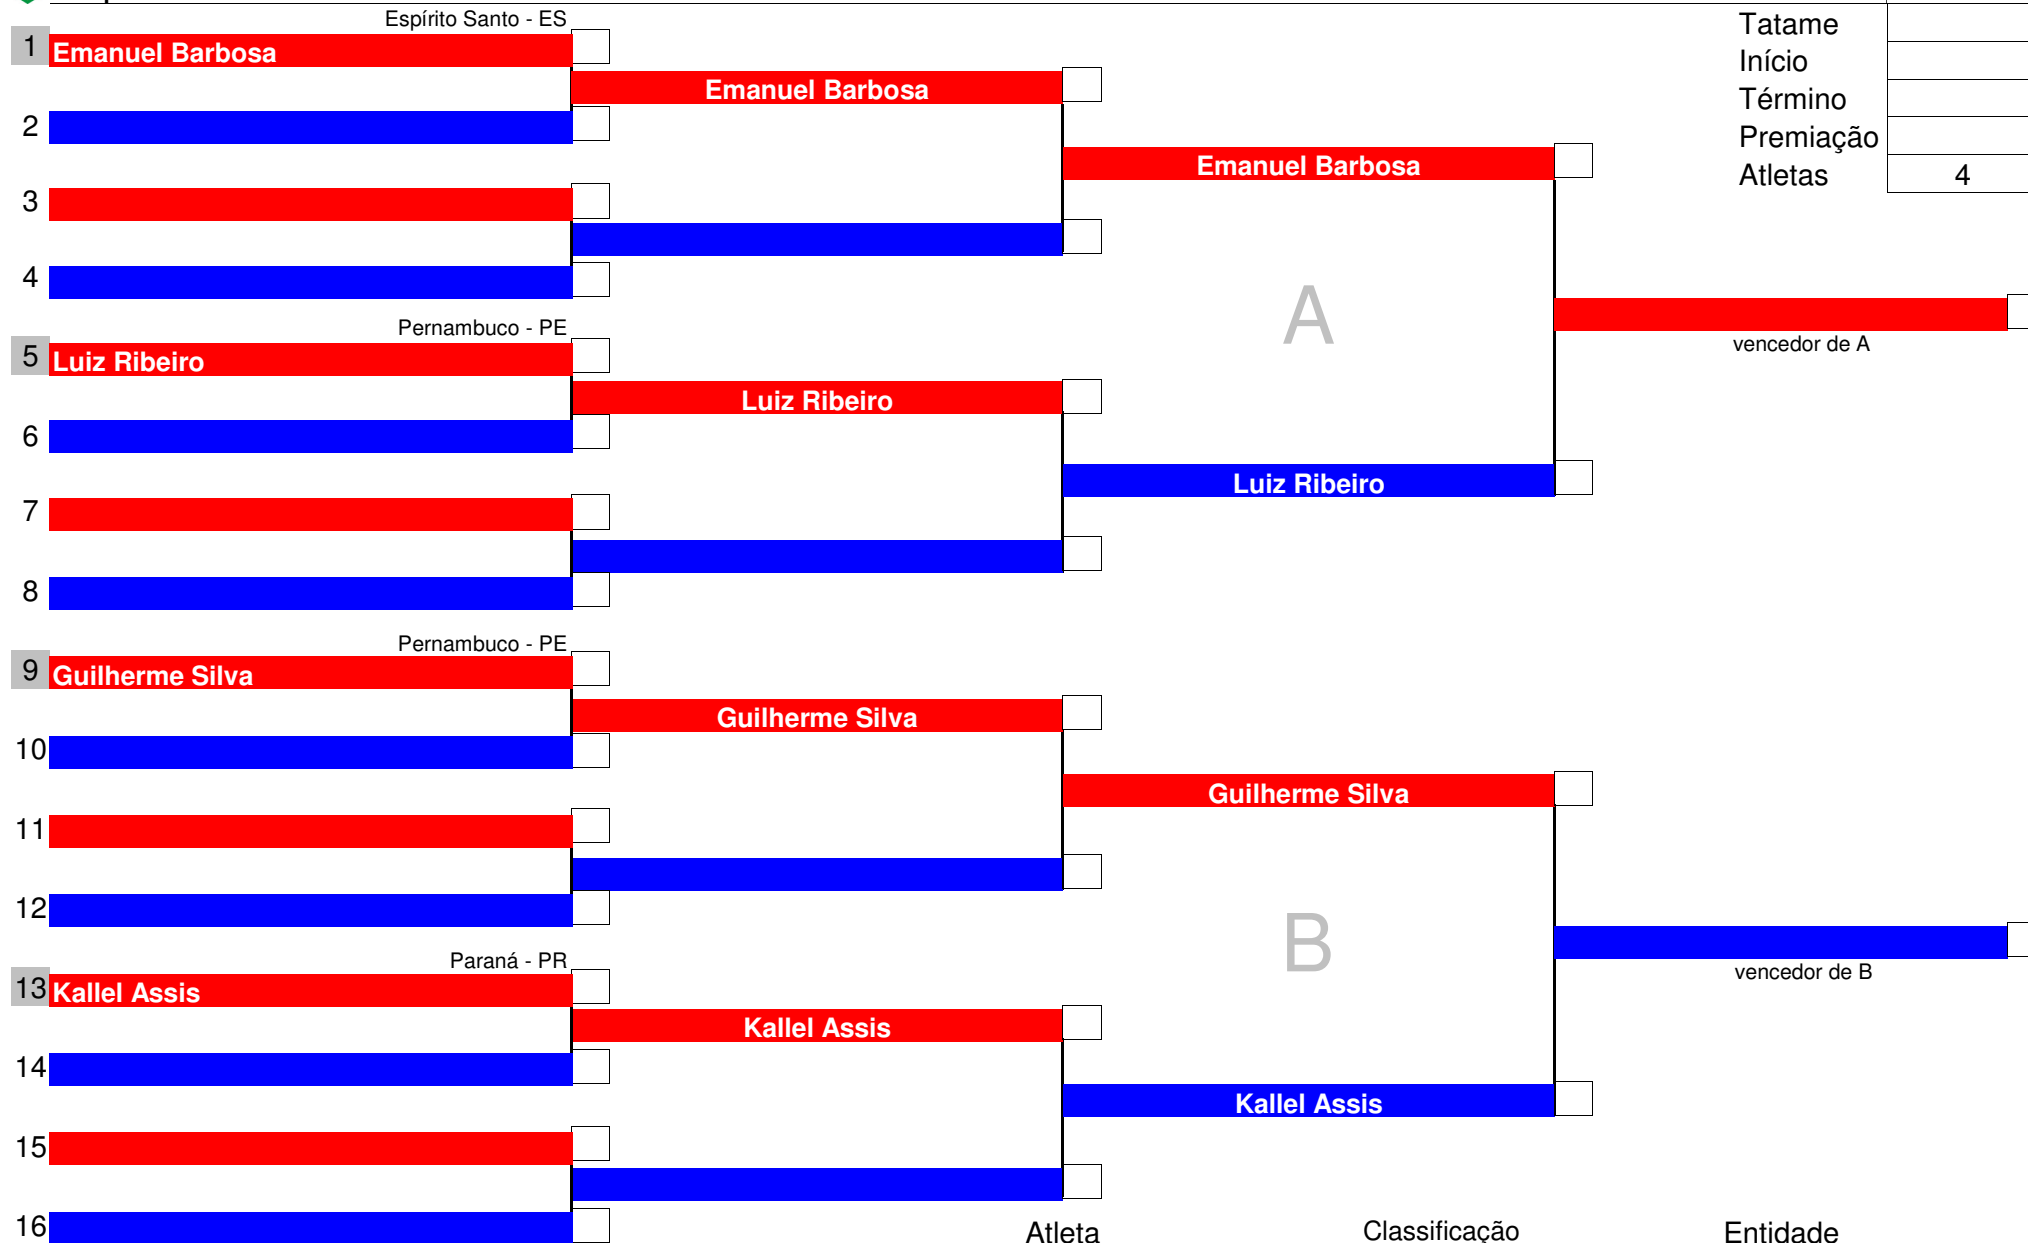 Espírito Santo - ES
1 Emanuel Barbosa
Emanuel Barbosa
2
Emanuel Barbosa
3
4
Pernambuco - PE
5 Luiz Ribeiro
Luiz Ribeiro
6
Luiz Ribeiro
7
8
A
vencedor de A
Pernambuco - PE
9 Guilherme Silva
Guilherme Silva
10
Guilherme Silva
11
12
Paraná - PR
13 Kallel Assis
Kallel Assis
14
Kallel Assis
15
16
B
vencedor de B
Tatame
Início
Término
Premiação
Atletas 4
Atleta Classificação Entidade